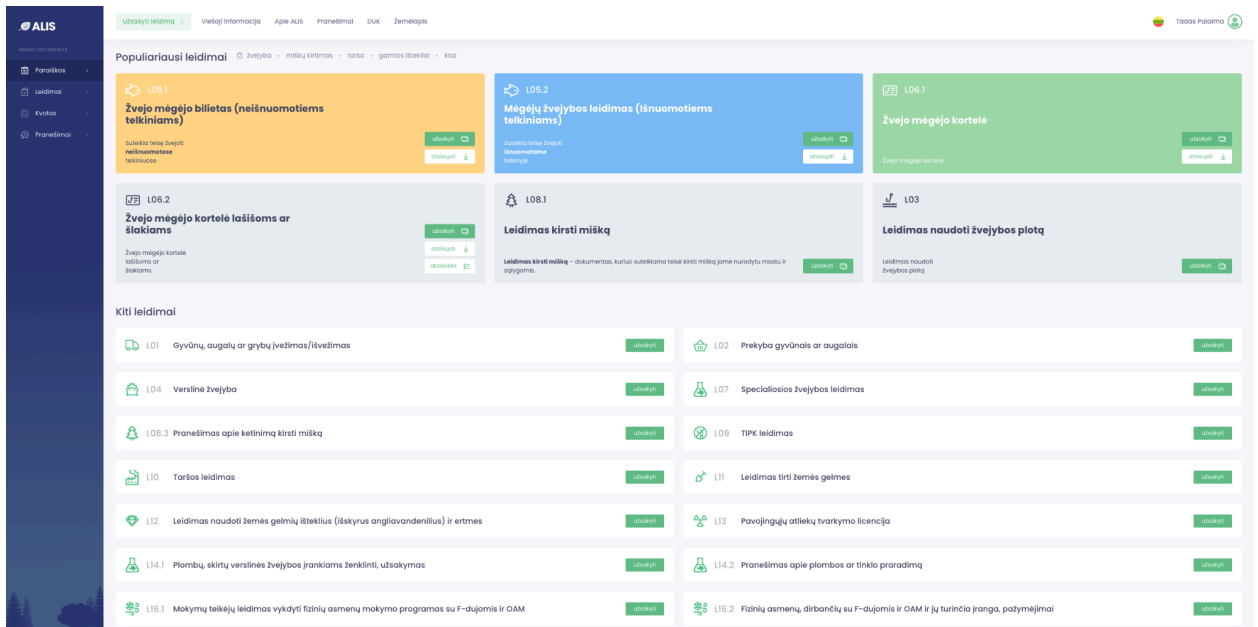 ALIS
Užsakyti leidimą
Viešoji informacija
Apie ALIS
Pranešimai
DUK
Žemėlapis
Tadas Palaima
MANO DUOMENYS
Paraiškos
Leidimai
Kvotos
Pranešimai
Populiariausi leidimai
žvejyba - miškų kirtimas - tarša - gamtos ištekliai - kita
L05.1
Žvejo mėgėjo bilietas (neišnuomotiems
telkiniams)
Suteikia teisę žvejoti
neišnuomotose
telkiniuose
užsakyti
atsisiųsti
L05.2
Mėgėjų žvejybos leidimas (Išnuomotiems
telkiniams)
Suteikia teisę žvejoti
išnuomotame
telkinyje
užsakyti
atsisiųsti
L06.1
Žvejo mėgėjo kortelė
Žvejo mėgėjo kortelė
užsakyti
atsisiųsti
L06.2
Žvejo mėgėjo kortelė lašišoms ar
šlakiams
Žvejo mėgėjo kortelė
lašišoms ar
šlakiams
užsakyti
atsisiųsti
ataskaita
L08.1
Leidimas kirsti mišką
Leidimas kirsti mišką – dokumentas, kuriuo suteikiama teisė kirsti mišką jame nurodytu mastu ir
sąlygomis.
užsakyti
L03
Leidimas naudoti žvejybos plotą
Leidimas naudoti
žvejybos plotą
užsakyti
Kiti leidimai
L01 Gyvūnų, augalų ar grybų įvežimas/išvežimas užsakyti
L02 Prekyba gyvūnais ar augalais užsakyti
L04 Verslinė žvejyba užsakyti
L07 Specialiosios žvejybos leidimas užsakyti
L08.3 Pranešimas apie ketinimą kirsti mišką užsakyti
L09 TIPK leidimas užsakyti
L10 Taršos leidimas užsakyti
L11 Leidimas tirti žemės gelmes užsakyti
L12 Leidimas naudoti žemės gelmių išteklius (išskyrus angliavandenilius) ir ertmes užsakyti
L13 Pavojingųjų atliekų tvarkymo licencija užsakyti
L14.1 Plombų, skirtų verslinės žvejybos įrankiams ženklinti, užsakymas užsakyti
L14.2 Pranešimas apie plombos ar tinklo praradimą užsakyti
L16.1 Mokymų teikėjų leidimas vykdyti fizinių asmenų mokymo programas su F-dujomis ir OAM užsakyti
L16.2 Fizinių asmenų, dirbančių su F-dujomis ir OAM ir jų turinčia įranga, pažymėjimai užsakyti